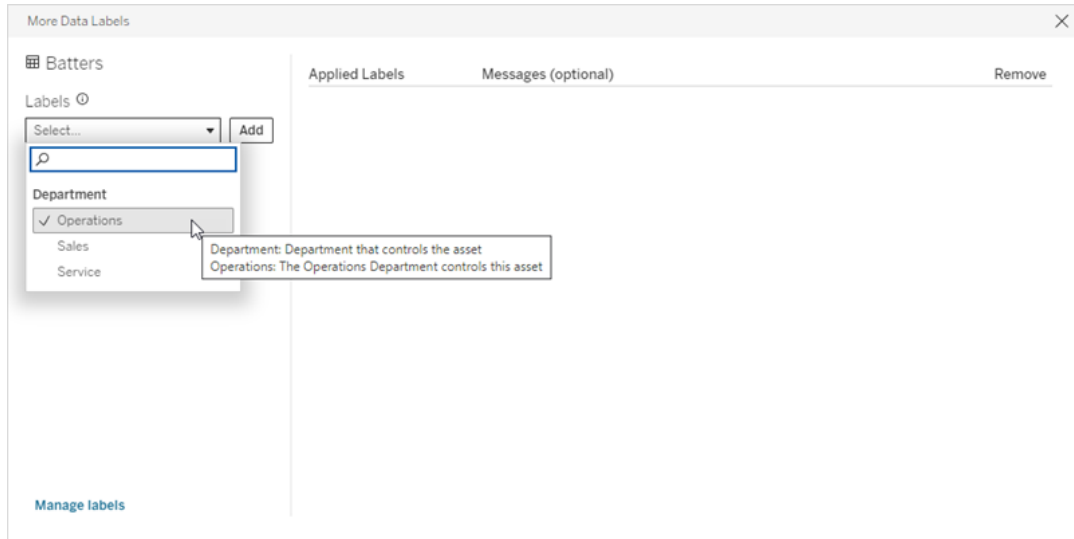 More Data Labels
Batters
Labels
Select...
Add
Department
Operations
Sales
Service
Department: Department that controls the asset
Operations: The Operations Department controls this asset
Manage labels
Applied Labels
Messages (optional)
Remove